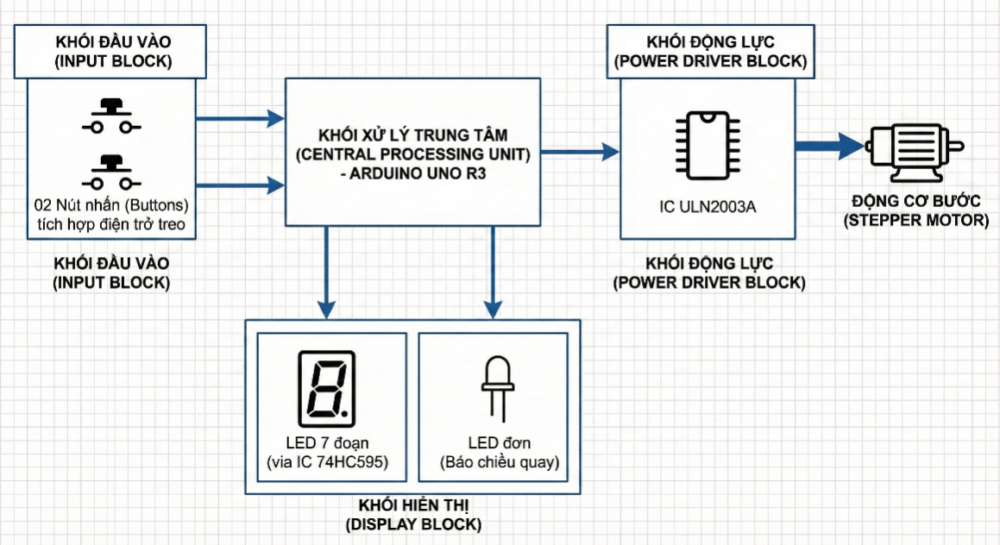 KHỐI ĐẦU VÀO
(INPUT BLOCK)
02 Nút nhấn (Buttons)
tích hợp điện trở treo
KHỐI ĐẦU VÀO
(INPUT BLOCK)
KHỐI XỬ LÝ TRUNG TÂM
(CENTRAL PROCESSING UNIT)
- ARDUINO UNO R3
KHỐI ĐỘNG LỰC
(POWER DRIVER BLOCK)
IC ULN2003A
KHỐI ĐỘNG LỰC
(POWER DRIVER BLOCK)
ĐỘNG CƠ BƯỚC
(STEPPER MOTOR)
LED 7 đoạn
(via IC 74HC595)
LED đơn
(Báo chiều quay)
KHỐI HIỂN THỊ
(DISPLAY BLOCK)